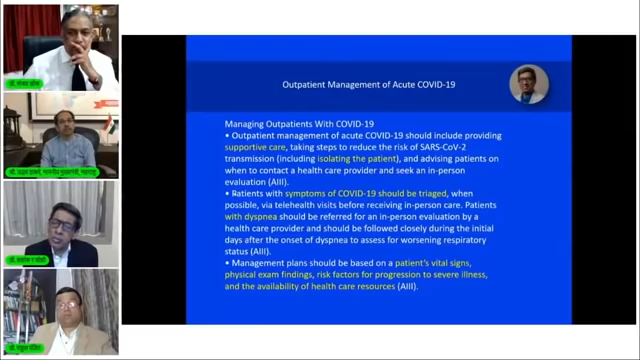 डॉ. संजय ओक
Outpatient Management of Acute COVID-19
Managing Outpatients With COVID-19
• Outpatient management of acute COVID-19 should include providing
supportive care, taking steps to reduce the risk of SARS-CoV-2
transmission (including isolating the patient), and advising patients on
when to contact a health care provider and seek an in-person
evaluation (AIII).
• Patients with symptoms of COVID-19 should be triaged, when
possible, via telehealth visits before receiving in-person care. Patients
with dyspnea should be referred for an in-person evaluation by a
health care provider and should be followed closely during the initial
days after the onset of dyspnea to assess for worsening respiratory
status (AIII).
• Management plans should be based on a patient's vital signs,
physical exam findings, risk factors for progression to severe illness,
and the availability of health care resources (AIII).